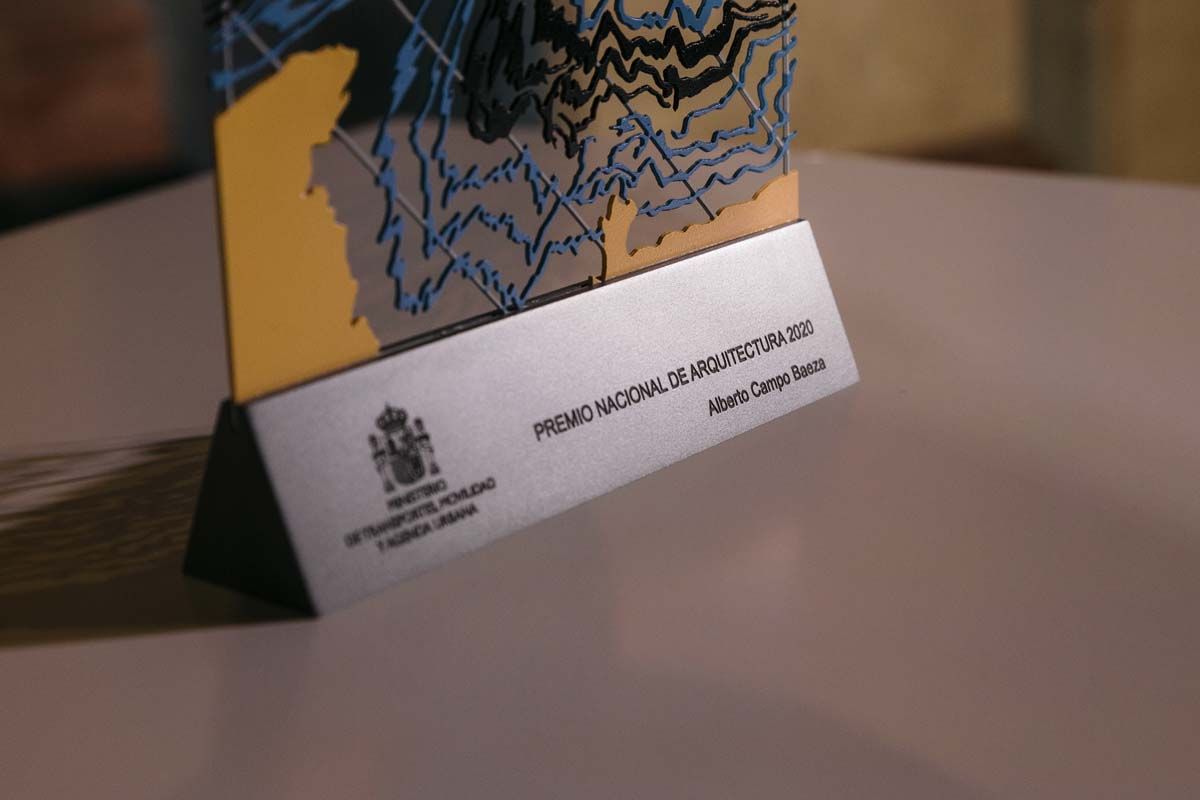 PREMIO NACIONAL DE ARQUITECTURA 2020
Alberto Campo Baeza
MINISTERIO
DE TRANSPORTES, MOVILIDAD
Y AGENDA URBANA